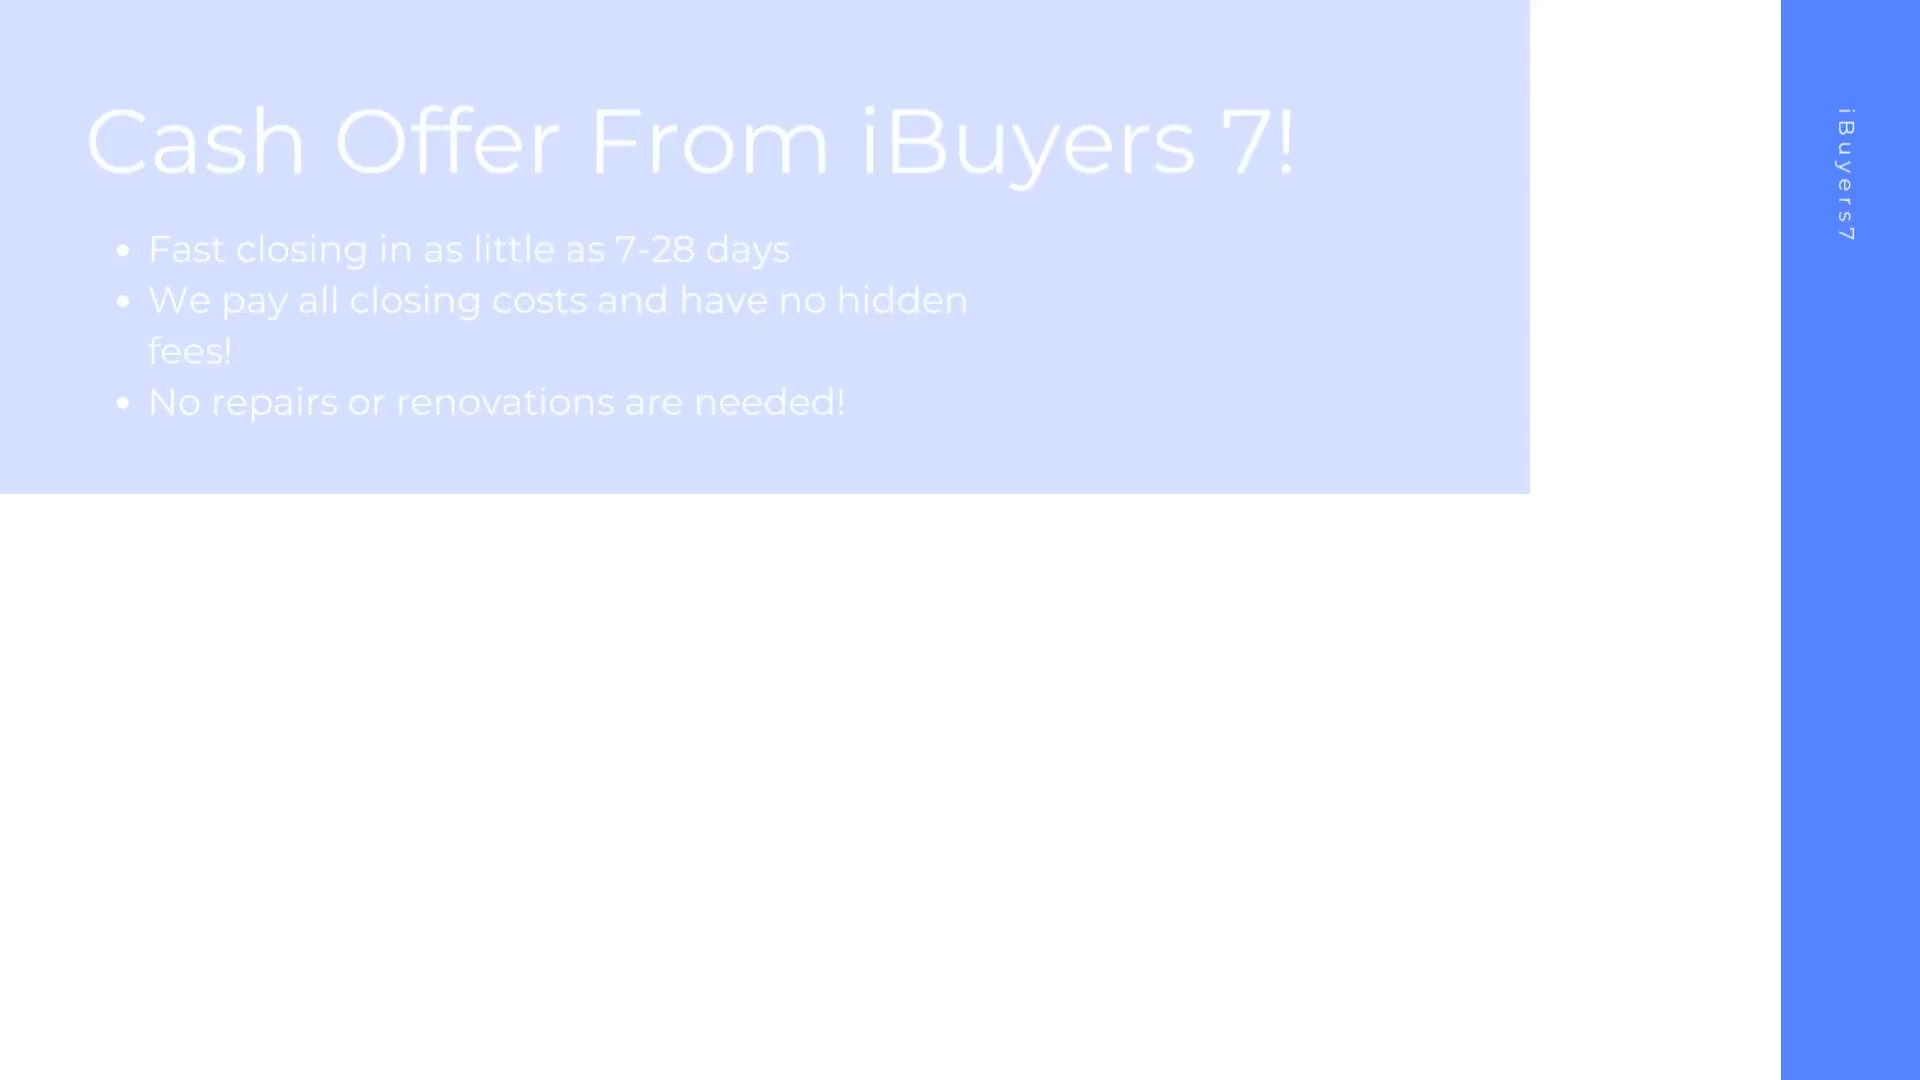 Cash Offer From iBuyers 7!
• Fast closing in as little as 7-28 days
• We pay all closing costs and have no hidden
fees!
• No repairs or renovations are needed!
iBuyers7